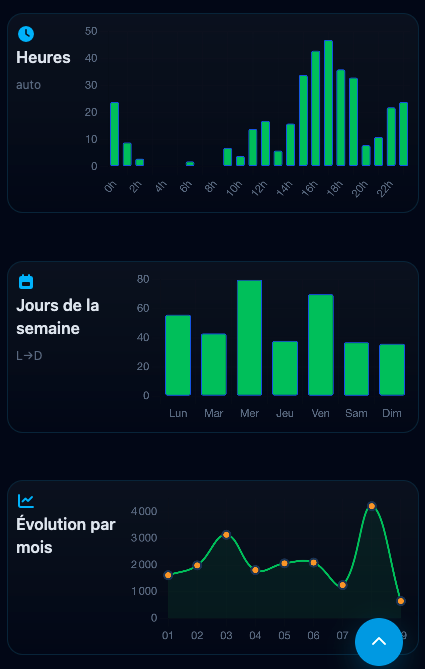 Heures
auto
50
40
30
20
10
0
0h 2h 4h 6h 8h 10h 12h 14h 16h 18h 20h 22h
Jours de la
semaine
L→D
80
60
40
20
0
Lun Mar Mer Jeu Ven Sam Dim
Évolution par
mois
4 000
3 000
2 000
1 000
0
01 02 03 04 05 06 07 9